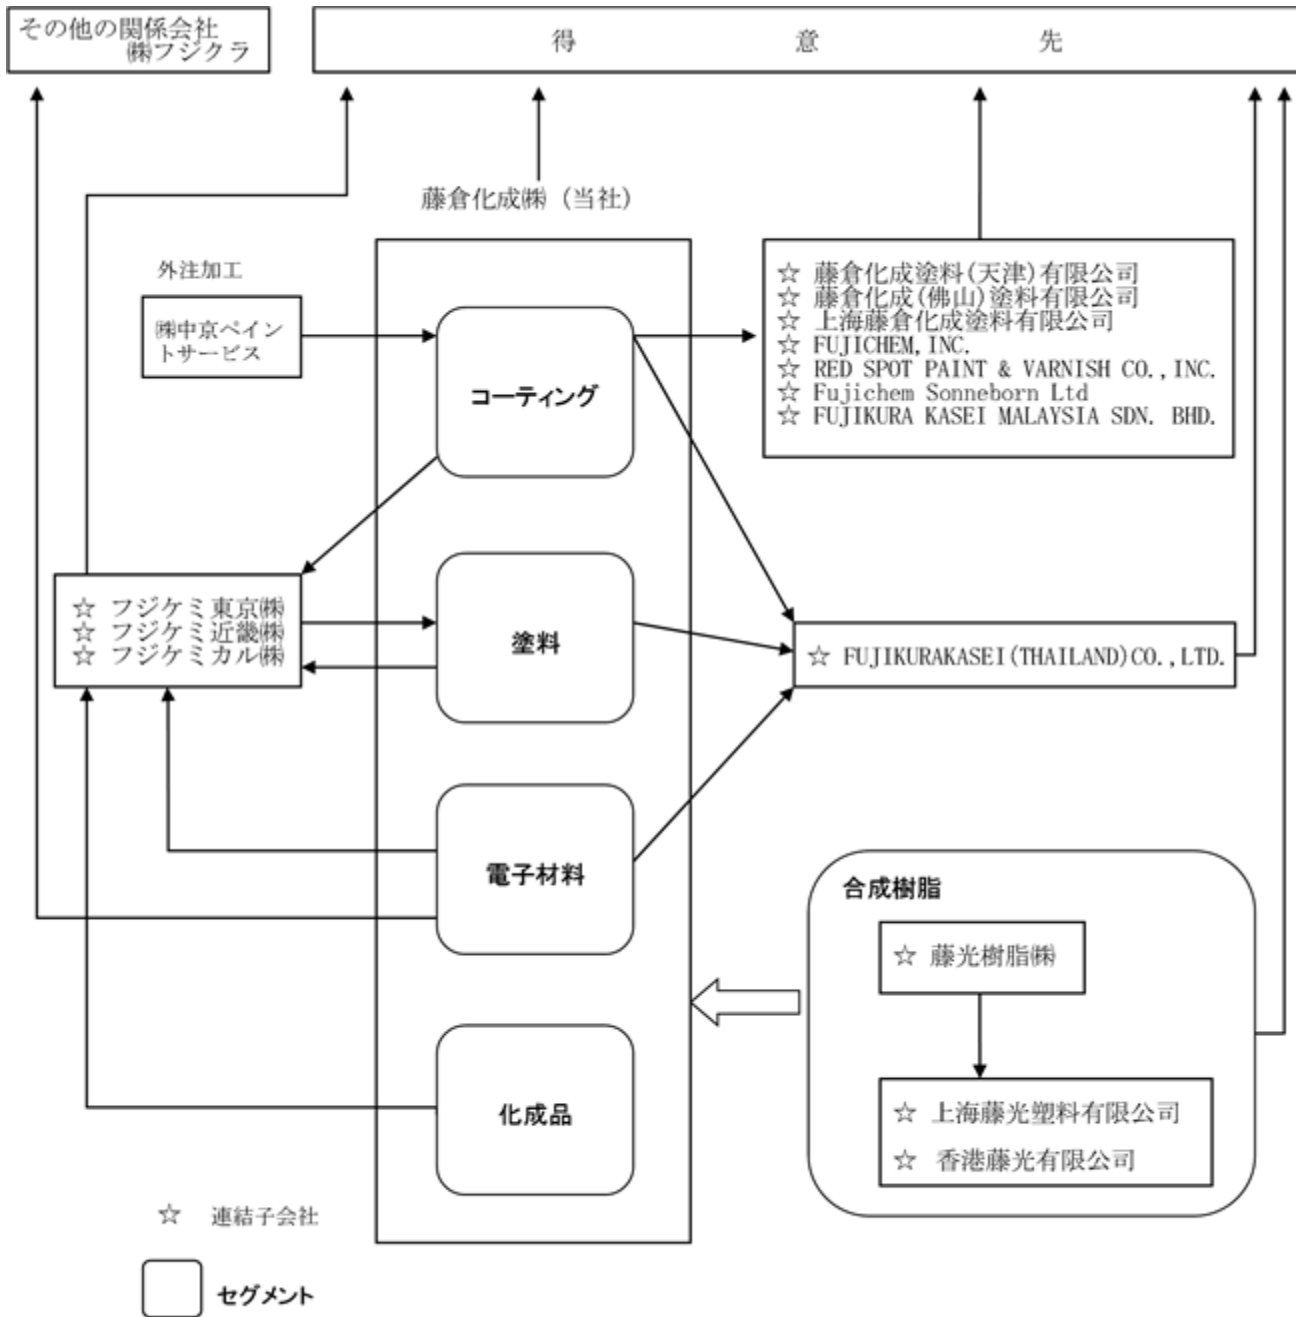 その他の関係会社
㈱フジクラ
得意先
藤倉化成㈱（当社）
外注加工
㈱中京ペイン
トサービス
コーティング
☆ 藤倉化成塗料(天津)有限公司
☆ 藤倉化成(佛山)塗料有限公司
☆ 上海藤倉化成塗料有限公司
☆ FUJICHEM,INC.
☆ RED SPOT PAINT & VARNISH CO.,INC.
☆ Fujichem Sonneborn Ltd
☆ FUJIKURA KASEI MALAYSIA SDN. BHD.
☆ フジケミ東京㈱
☆ フジケミ近畿㈱
☆ フジケミカル㈱
塗料
☆ FUJIKURAKASEI(THAILAND)CO.,LTD.
電子材料
合成樹脂
☆ 藤光樹脂㈱
化成品
☆ 上海藤光塑料有限公司
☆ 香港藤光有限公司
☆ 連結子会社
セグメント